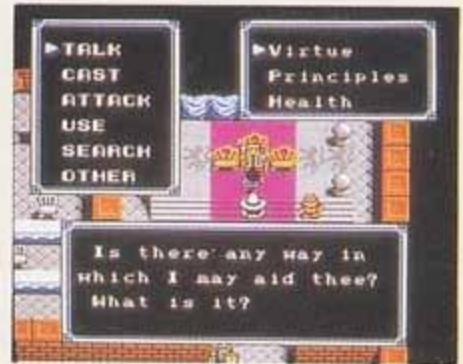 TALK
CAST
ATTACK
USE
SEARCH
OTHER
Virtue
Principles
Health
Is there any way in
which I may aid thee?
What is it?